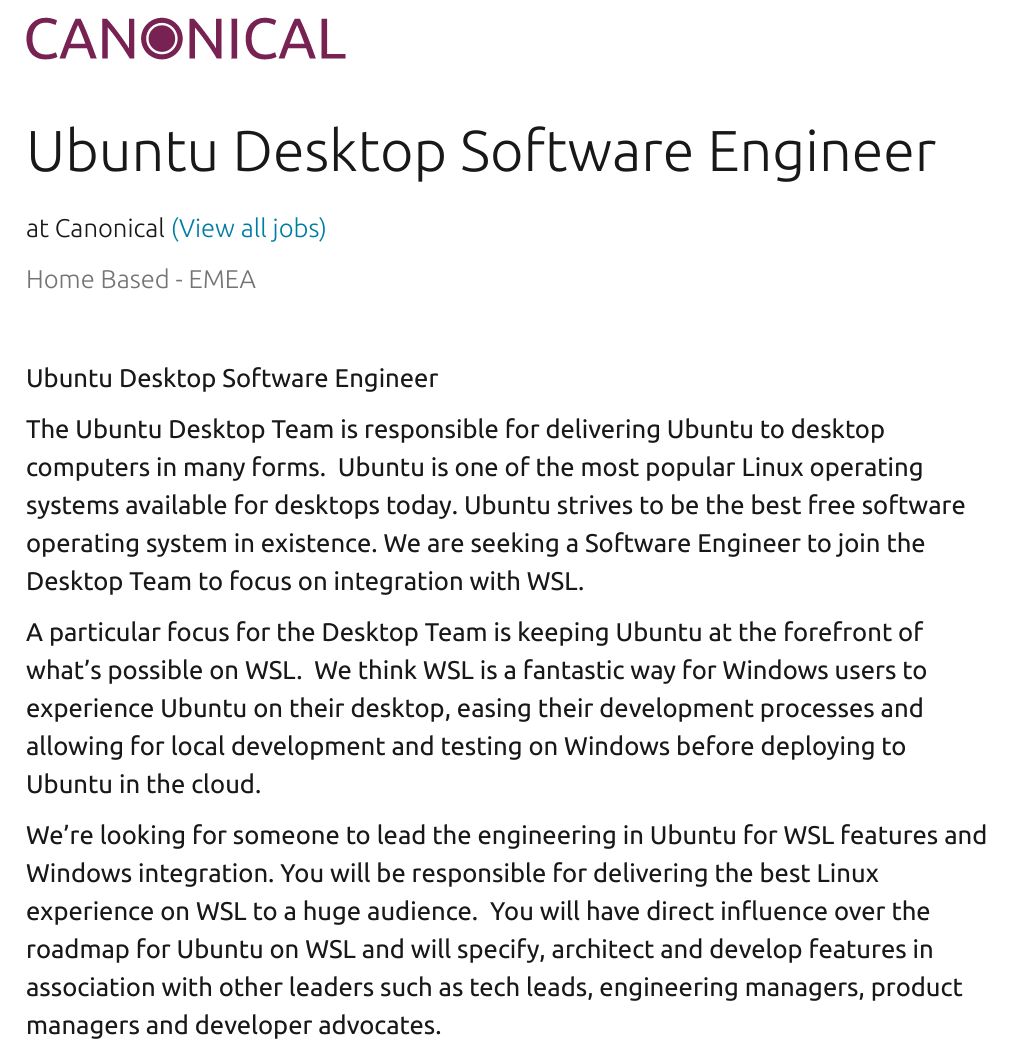 CANONICAL
Ubuntu Desktop Software Engineer
at Canonical (View all jobs)
Home Based - EMEA
Ubuntu Desktop Software Engineer
The Ubuntu Desktop Team is responsible for delivering Ubuntu to desktop
computers in many forms.  Ubuntu is one of the most popular Linux operating
systems available for desktops today. Ubuntu strives to be the best free software
operating system in existence. We are seeking a Software Engineer to join the
Desktop Team to focus on integration with WSL.
A particular focus for the Desktop Team is keeping Ubuntu at the forefront of
what’s possible on WSL.  We think WSL is a fantastic way for Windows users to
experience Ubuntu on their desktop, easing their development processes and
allowing for local development and testing on Windows before deploying to
Ubuntu in the cloud.
We’re looking for someone to lead the engineering in Ubuntu for WSL features and
Windows integration. You will be responsible for delivering the best Linux
experience on WSL to a huge audience.  You will have direct influence over the
roadmap for Ubuntu on WSL and will specify, architect and develop features in
association with other leaders such as tech leads, engineering managers, product
managers and developer advocates.